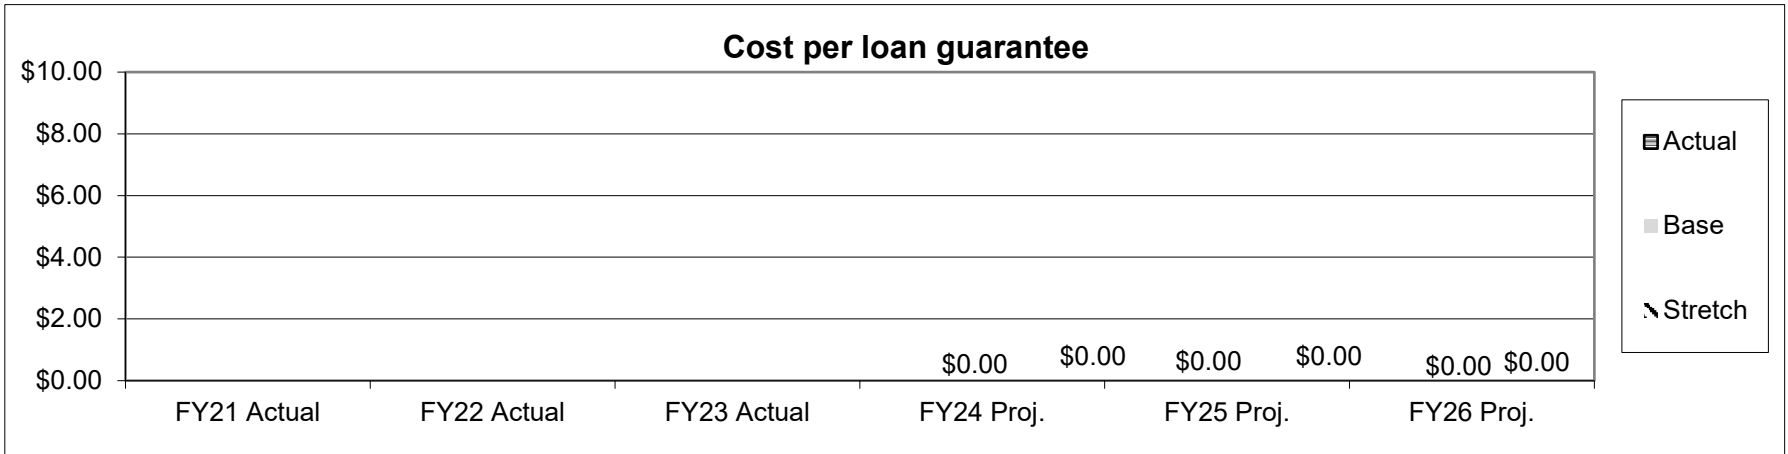 Cost per loan guarantee
$10.00
$8.00
$6.00
$4.00
$2.00
$0.00
$0.00 $0.00 $0.00 $0.00 $0.00 $0.00
FY21 Actual FY22 Actual FY23 Actual FY24 Proj. FY25 Proj. FY26 Proj.
Actual
Base
Stretch